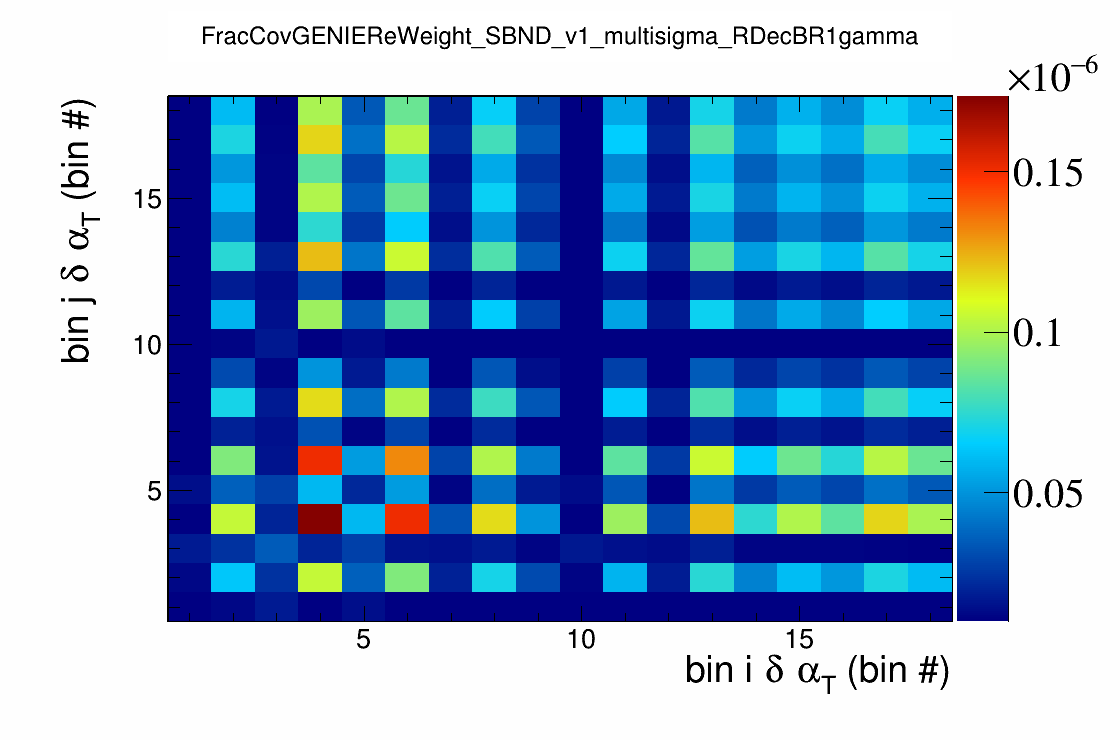 FracCovGENIEReWeight_SBND_v1_multisigma_RDecBR1gamma
×10⁻⁶
bin j δ α_T (bin #)
15
10
5
0.15
0.1
0.05
5 10 15
bin i δ α_T (bin #)